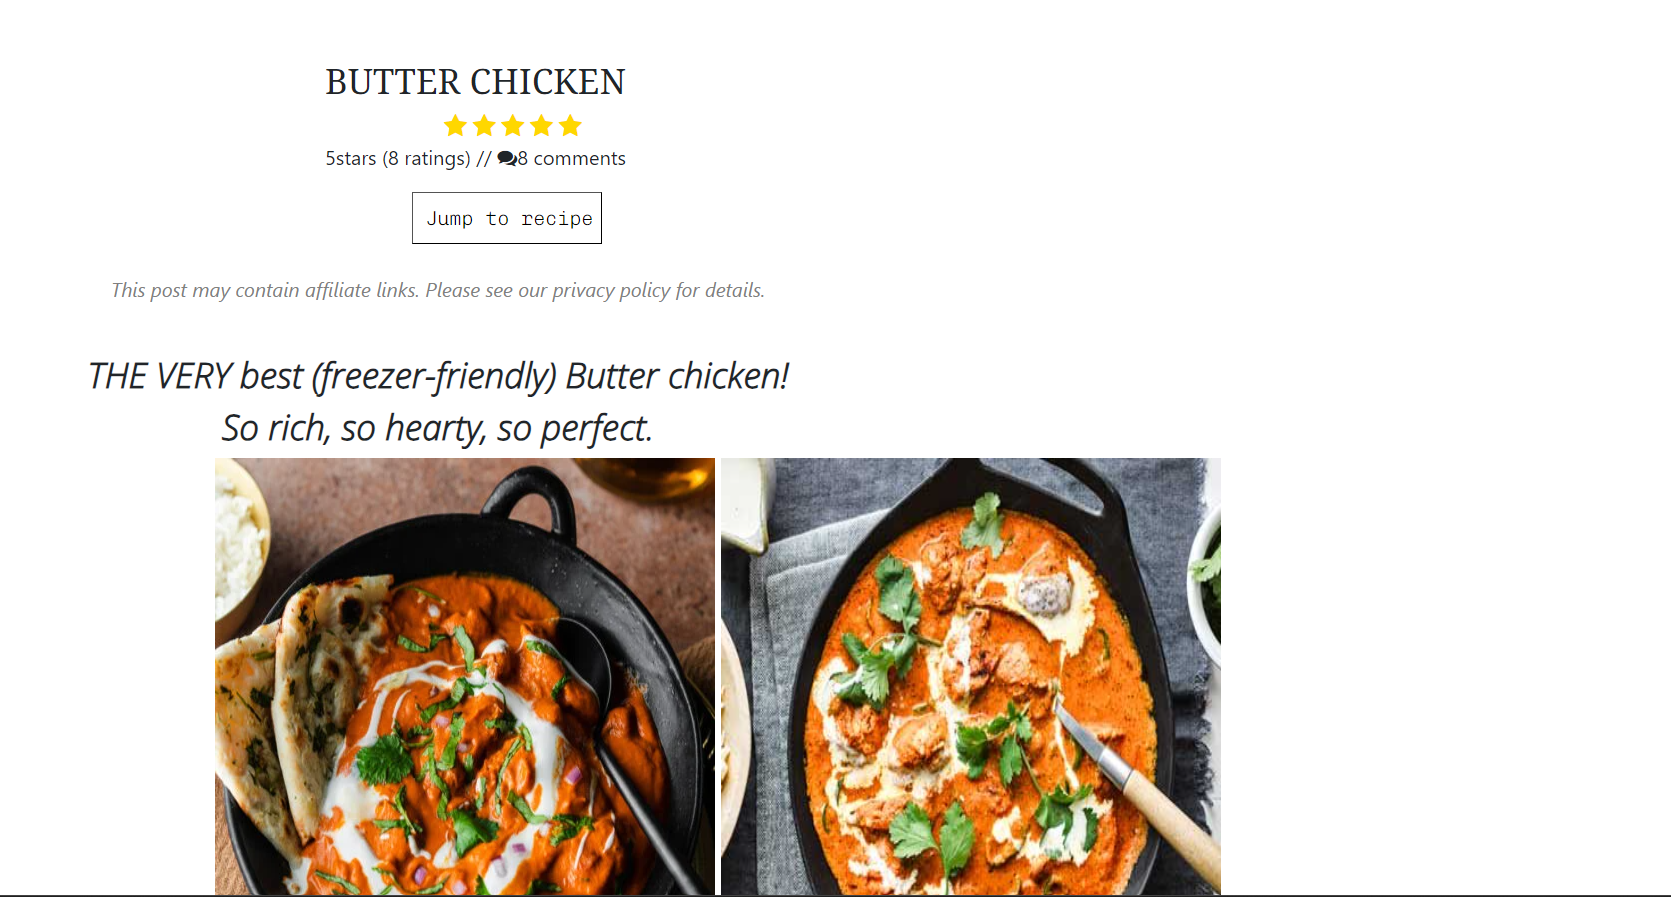 BUTTER CHICKEN
5stars (8 ratings) // 8 comments
Jump to recipe
This post may contain affiliate links. Please see our privacy policy for details.
THE VERY best (freezer-friendly) Butter chicken!
So rich, so hearty, so perfect.